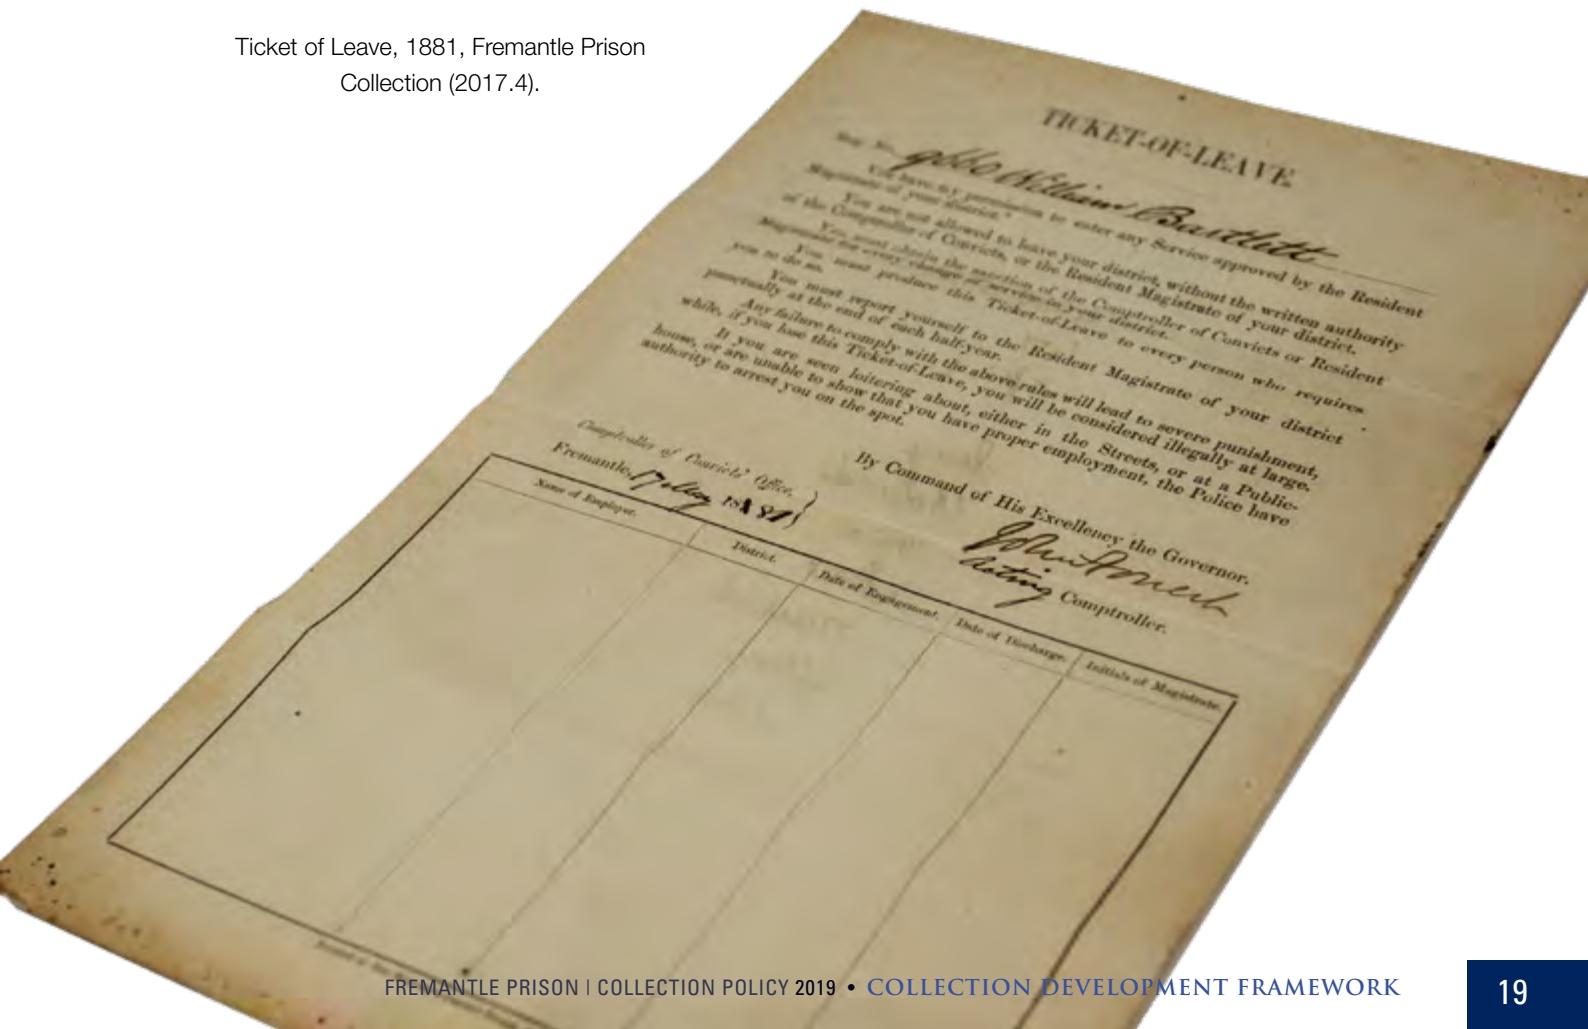 Ticket of Leave, 1881, Fremantle Prison
Collection (2017.4).
TICKET-OF-LEAVE.
Reg. No. 9660 William Bartlett
You have my permission to enter any Service approved by the Resident
Magistrate of your district.
You are not allowed to leave your district, without the written authority
of the Comptroller of Convicts, or the Resident Magistrate of your district.
You must obtain the sanction of the Comptroller of Convicts or Resident
Magistrate for every change of service in your district.
You must produce this Ticket-of-Leave to every person who requires
you to do so.
You must report yourself to the Resident Magistrate of your district
punctually at the end of each half-year.
Any failure to comply with the above rules will lead to severe punishment,
while, if you lose this Ticket-of-Leave, you will be considered illegally at large.
If you are seen loitering about, either in the Streets, or at a Public-
house, or are unable to show that you have proper employment, the Police have
authority to arrest you on the spot.
By Command of His Excellency the Governor.
Comptroller of Convicts' Office,
Fremantle, 17 May 1881
Acting Comptroller.
Name of Employer.
District.
Date of Engagement.
Date of Discharge.
Initials of Magistrate.
FREMANTLE PRISON | COLLECTION POLICY 2019 • COLLECTION DEVELOPMENT FRAMEWORK
19